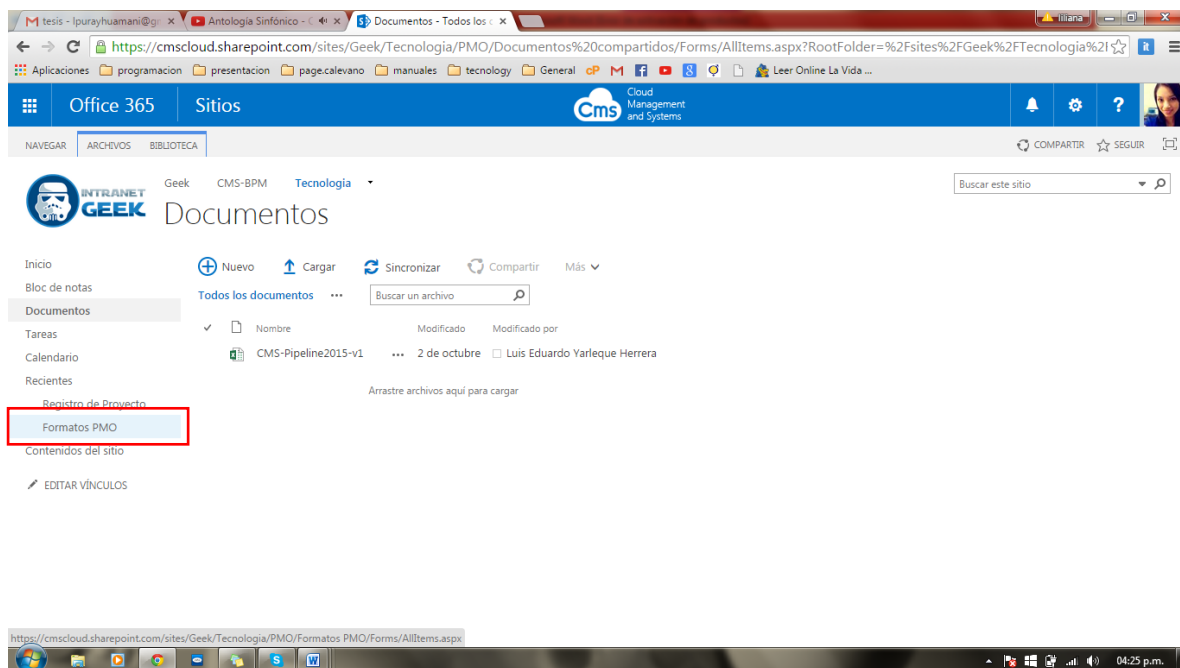 tesis - lpurayhuamani@gr
Antología Sinfónico - C
Documentos - Todos los c
liliana
https://cmscloud.sharepoint.com/sites/Geek/Tecnologia/PMO/Documentos%20compartidos/Forms/AllItems.aspx?RootFolder=%2Fsites%2FGeek%2FTecnologia%2
Aplicaciones programacion presentacion page.calevano manuales tecnology General cP Leer Online La Vida ...
Office 365 Sitios
Cms Cloud
Management
and Systems
?
NAVEGAR ARCHIVOS BIBLIOTECA COMPARTIR SEGUIR
INTRANET
GEEK
Geek CMS-BPM Tecnologia
Buscar este sitio
Documentos
Inicio
Bloc de notas
Documentos
Tareas
Calendario
Recientes
Registro de Proyecto
Formatos PMO
Contenidos del sitio
EDITAR VÍNCULOS
Nuevo Cargar Sincronizar Compartir Más
Todos los documentos ... Buscar un archivo
Nombre Modificado Modificado por
CMS-Pipeline2015-v1 ... 2 de octubre Luis Eduardo Yarleque Herrera
Arrastre archivos aquí para cargar
https://cmscloud.sharepoint.com/sites/Geek/Tecnologia/PMO/Formatos PMO/Forms/AllItems.aspx
04:25 p.m.